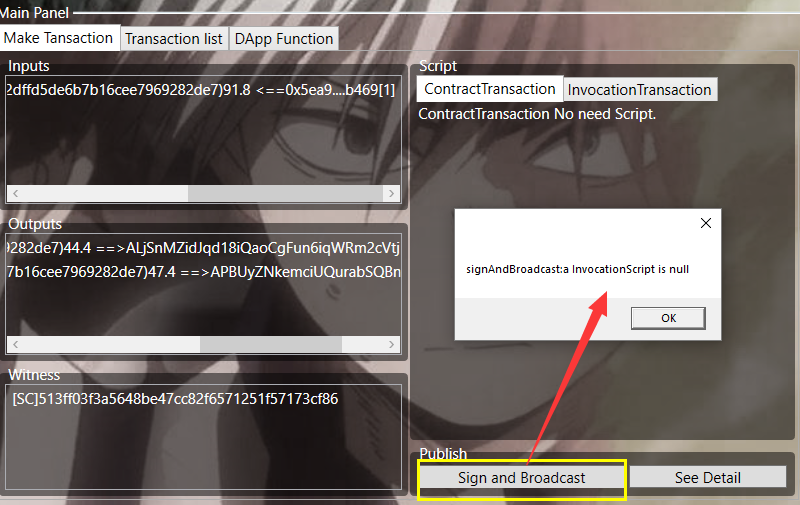 Main Panel
Make Tansaction
Transaction list
DApp Function
Inputs
2dffd5de6b7b16cee7969282de7)91.8 <==0x5ea9....b469[1]
Outputs
9282de7)44.4 ==>ALjSnMZidJqd18iQaoCgFun6iqWRm2cVtj
7b16cee7969282de7)47.4 ==>APBUyZNkemciUQurabSQBn
Witness
[SC]513ff03f3a5648be47cc82f6571251f57173cf86
Script
ContractTransaction
InvocationTransaction
ContractTransaction No need Script.
signAndBroadcast:a InvocationScript is null
OK
Publish
Sign and Broadcast
See Detail